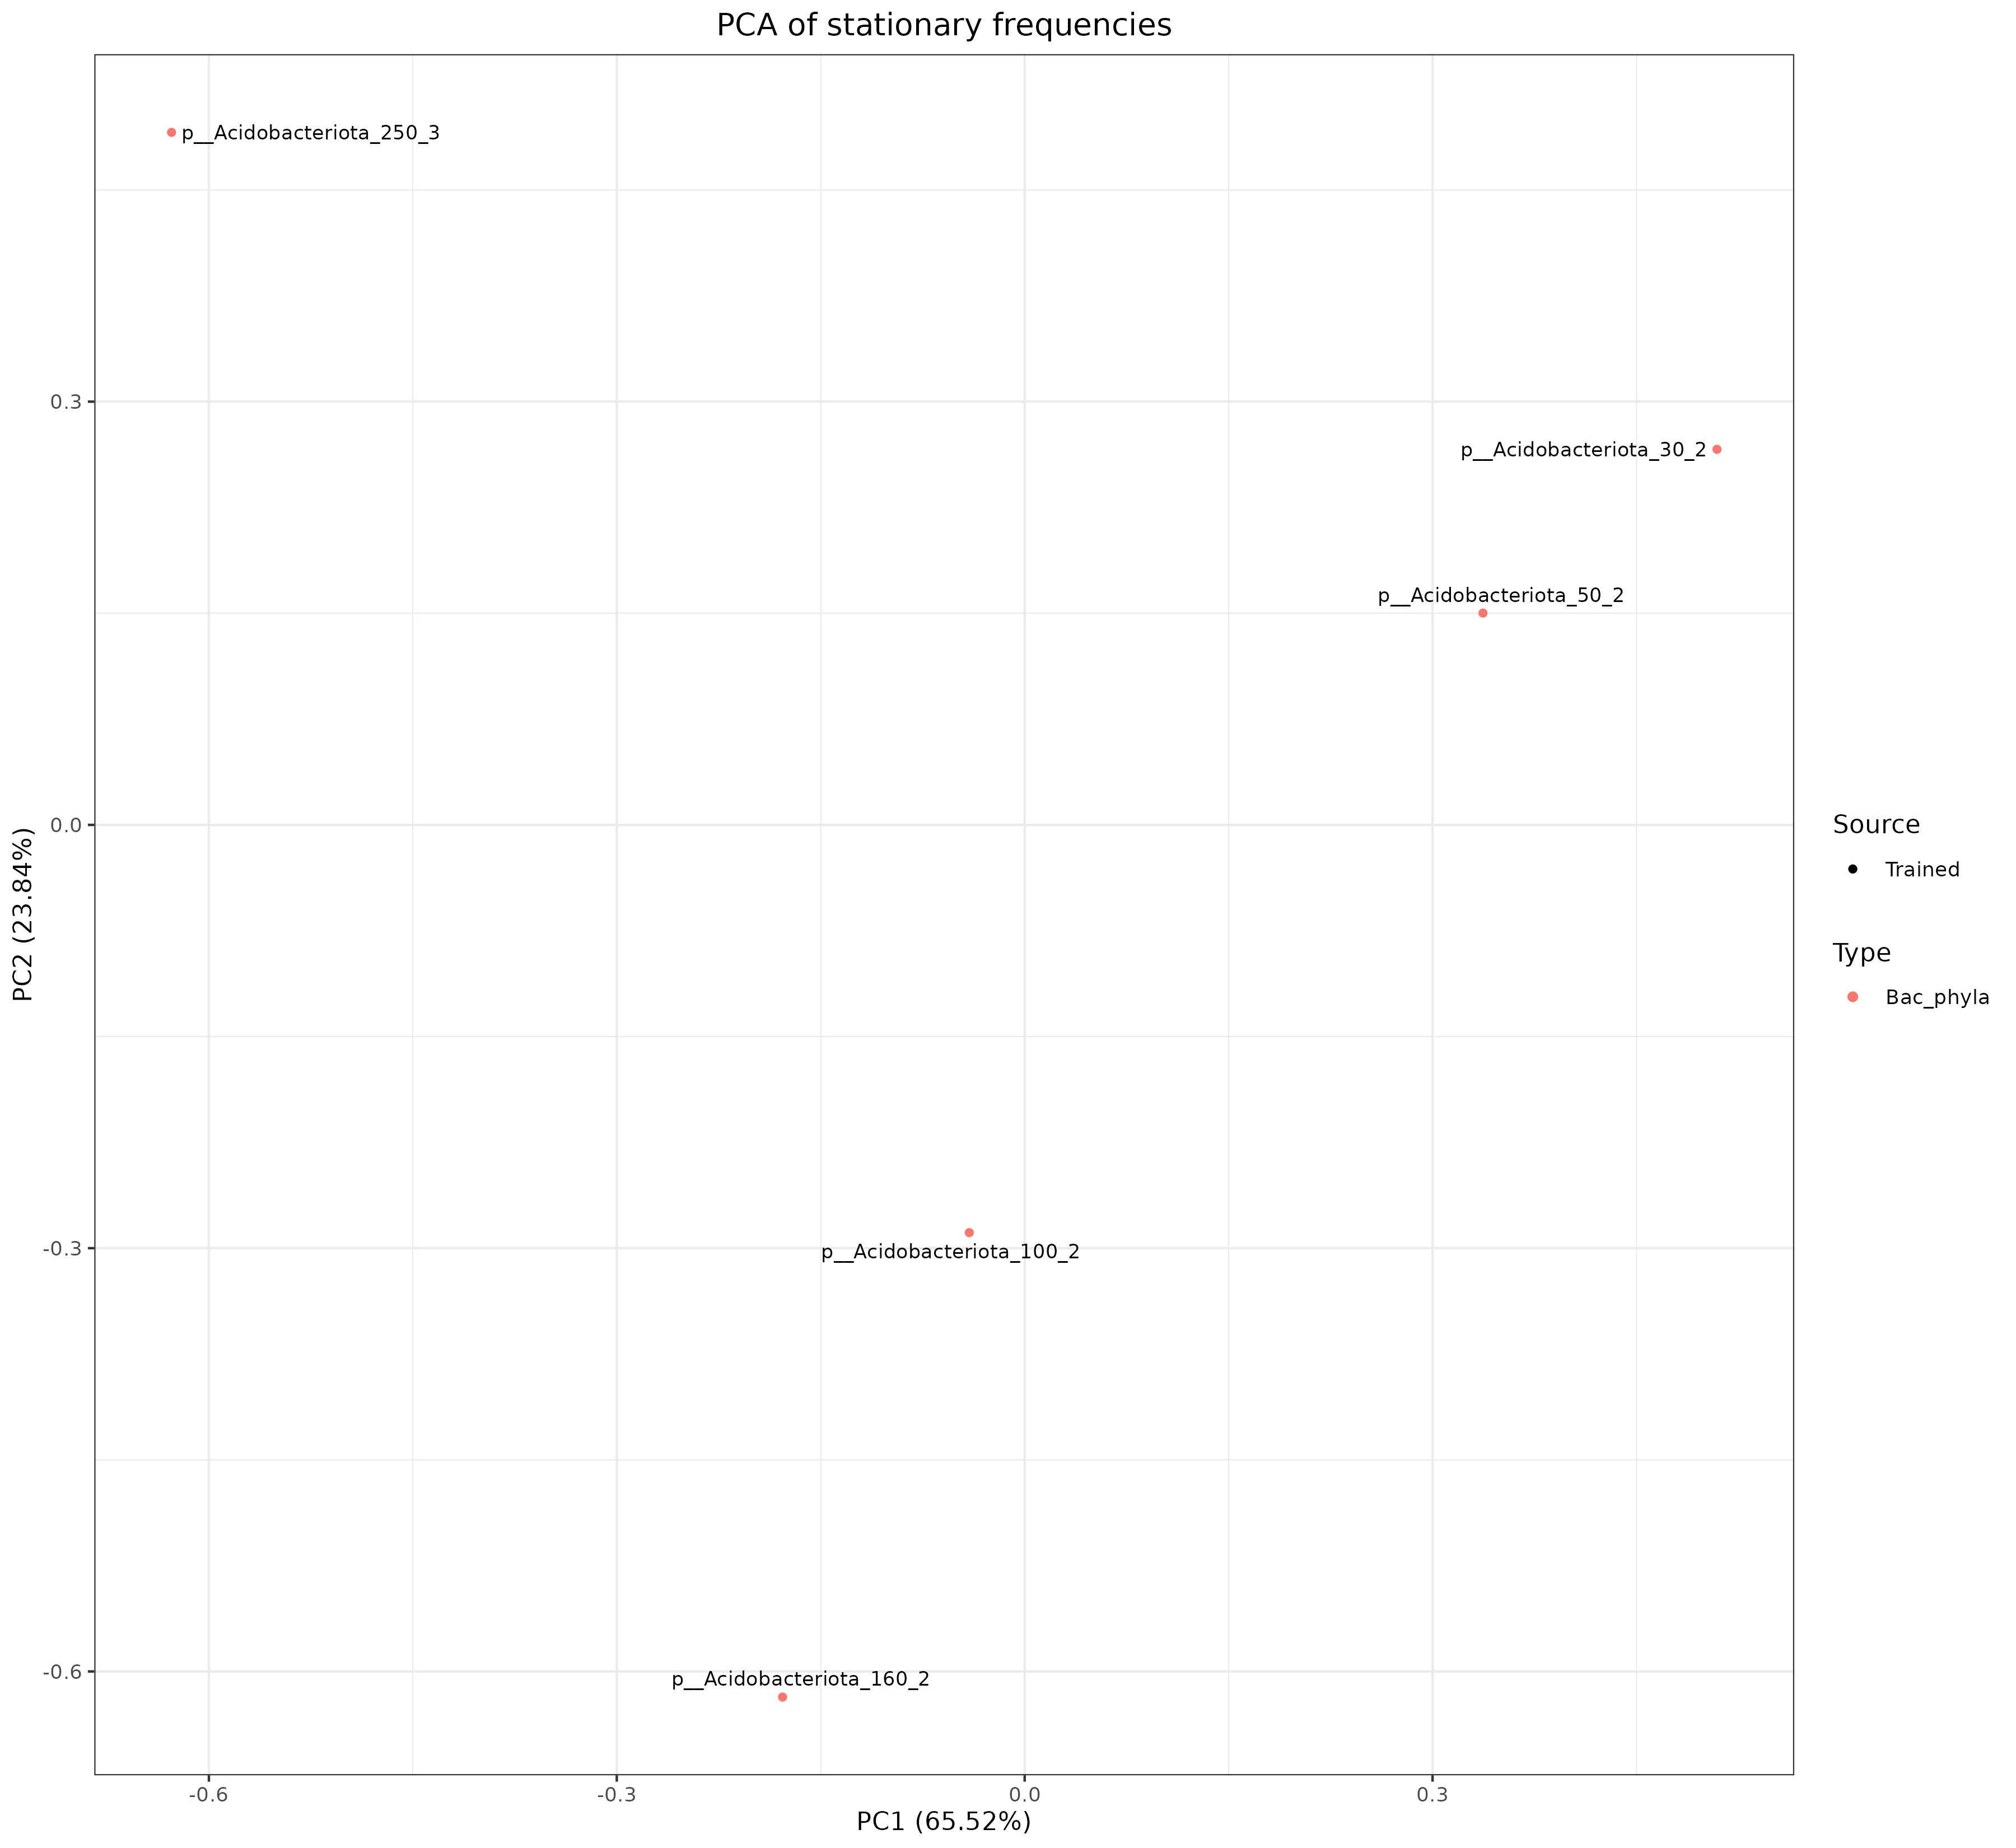 PCA of stationary frequencies
p__Acidobacteriota_250_3
0.3
p__Acidobacteriota_30_2
p__Acidobacteriota_50_2
0.0
Source
Trained
PC2 (23.84%)
Type
Bac_phyla
-0.3
p__Acidobacteriota_100_2
-0.6
p__Acidobacteriota_160_2
-0.6
-0.3
0.0
0.3
PC1 (65.52%)